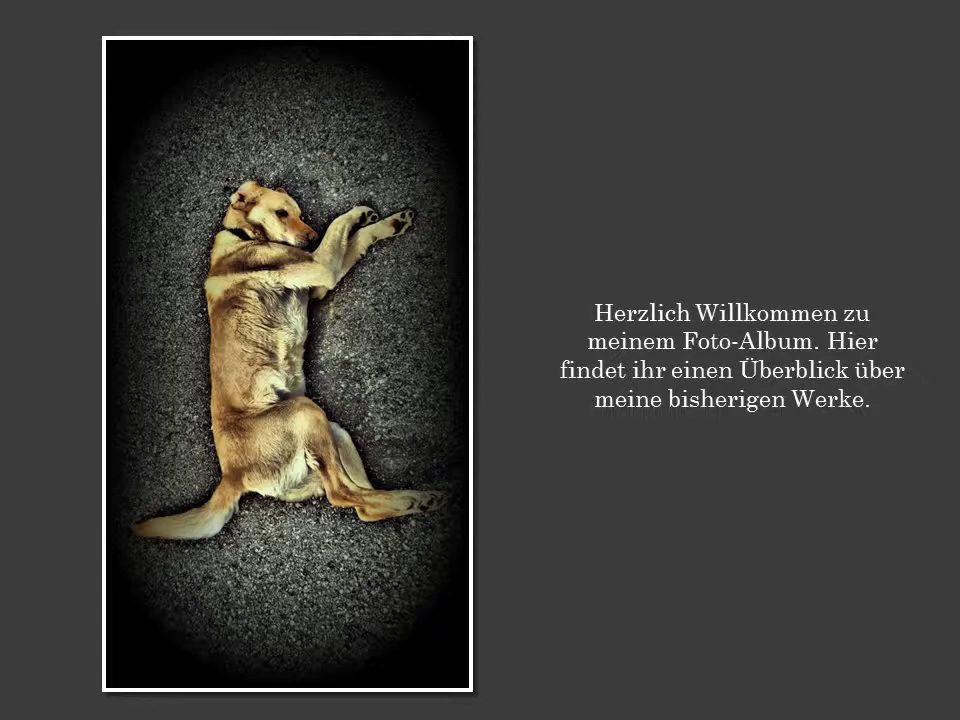 Herzlich Willkommen zu
meinem Foto-Album. Hier
findet ihr einen Überblick über
meine bisherigen Werke.